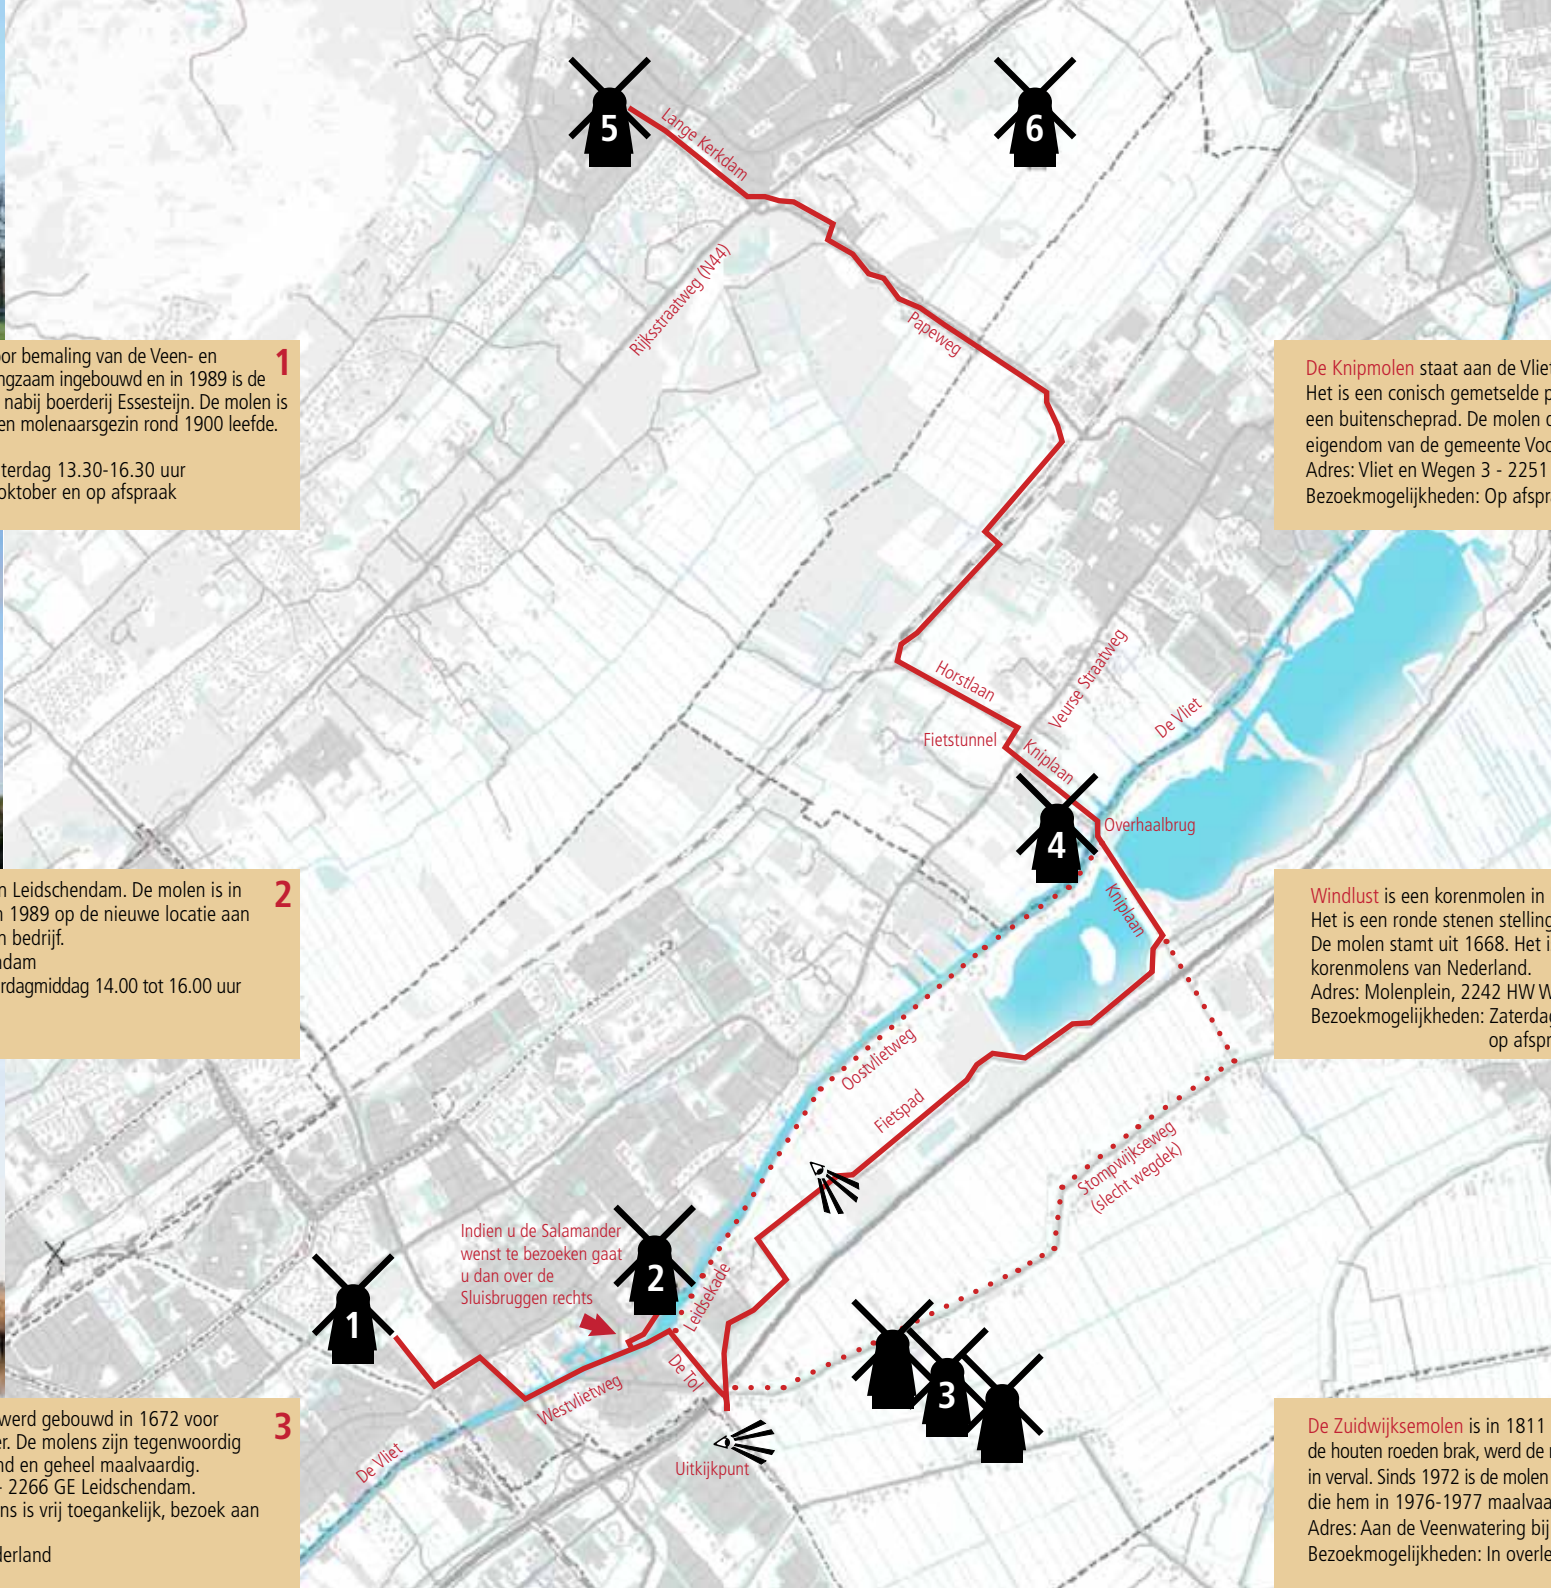 5
6
Lange Kerkdam
Rijksstraatweg (N44)
Papeweg
oor bemaling van de Veen- en
1
ngzaam ingebouwd en in 1989 is de
nabij boerderij Essesteijn. De molen is
en molenaarsgezin rond 1900 leefde.
terdag 13.30-16.30 uur
oktober en op afspraak
De Knipmolen staat aan de Vliet
Het is een conisch gemetselde p
een buitenscheprad. De molen d
eigendom van de gemeente Voo
Adres: Vliet en Wegen 3 - 2251
Bezoekmogelijkheden: Op afspra
Horstlaan
Veurse Straatweg
De Vliet
Fietstunnel
Kniplaan
4
Overhaalbrug
Kniplaan
n Leidschendam. De molen is in
2
n 1989 op de nieuwe locatie aan
n bedrijf.
ndam
rdagmiddag 14.00 tot 16.00 uur
Windlust is een korenmolen in
Het is een ronde stenen stelling
De molen stamt uit 1668. Het i
korenmolens van Nederland.
Adres: Molenplein, 2242 HW W
Bezoekmogelijkheden: Zaterdag
op afspr
Oostvlietweg
Fietspad
Stompwijkseweg
(slecht wegdek)
Indien u de Salamander
wenst te bezoeken gaat
u dan over de
Sluisbruggen rechts
2
Leidsekade
1
3
De Tol
Westvlietweg
De Vliet
Uitkijkpunt
werd gebouwd in 1672 voor
3
er. De molens zijn tegenwoordig
nd en geheel maalvaardig.
- 2266 GE Leidschendam.
ns is vrij toegankelijk, bezoek aan
derland
De Zuidwijksemolen is in 1811
de houten roeden brak, werd de
in verval. Sinds 1972 is de molen
die hem in 1976-1977 maalvaa
Adres: Aan de Veenwatering bij
Bezoekmogelijkheden: In overle